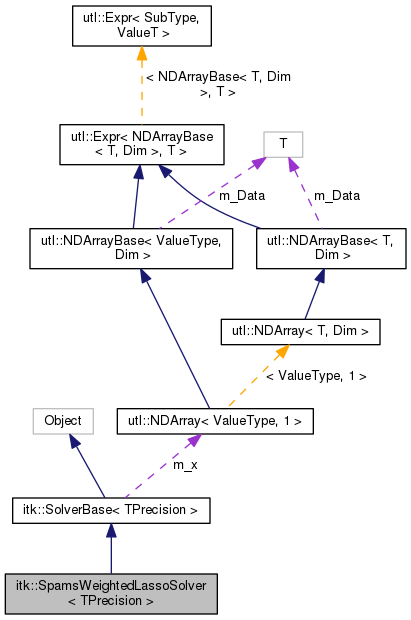 utl::Expr< SubType,
ValueT >
< NDArrayBase< T, Dim
>, T >
utl::Expr< NDArrayBase
< T, Dim >, T >
T
m_Data
m_Data
utl::NDArrayBase< ValueType,
Dim >
utl::NDArrayBase< T,
Dim >
utl::NDArray< T, Dim >
< ValueType, 1 >
Object
utl::NDArray< ValueType, 1 >
m_x
itk::SolverBase< TPrecision >
itk::SpamsWeightedLassoSolver
< TPrecision >